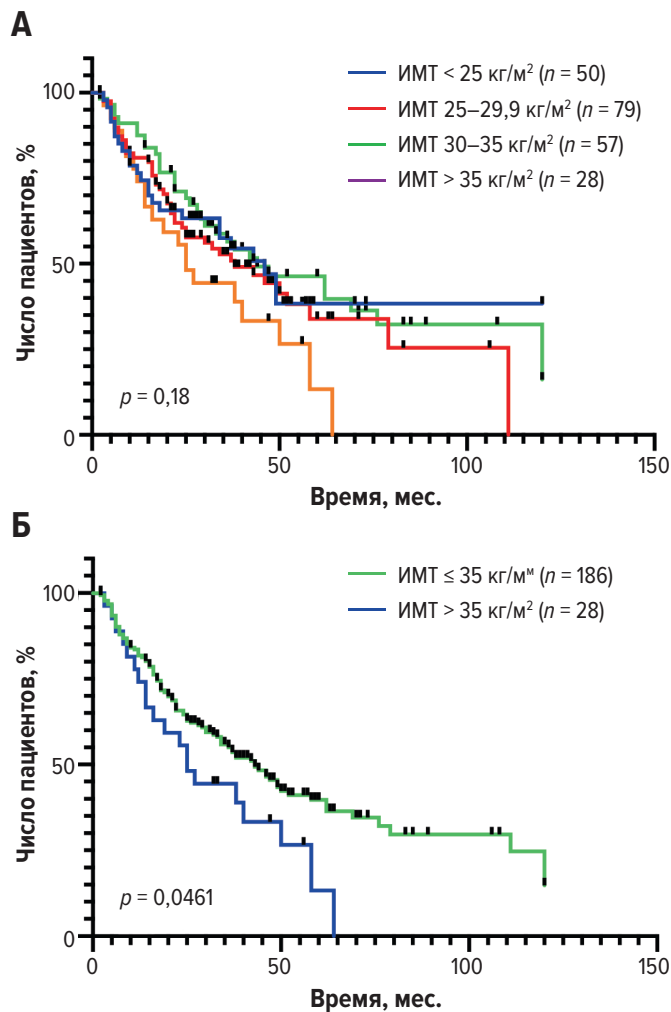 А
ИМТ < 25 кг/м² (n = 50)
ИМТ 25–29,9 кг/м² (n = 79)
ИМТ 30–35 кг/м² (n = 57)
ИМТ > 35 кг/м² (n = 28)
Число пациентов, %
100
50
0
p = 0,18
0 50 100 150
Время, мес.
Б
ИМТ ≤ 35 кг/мᵐ (n = 186)
ИМТ > 35 кг/м² (n = 28)
Число пациентов, %
100
50
0
p = 0,0461
0 50 100 150
Время, мес.